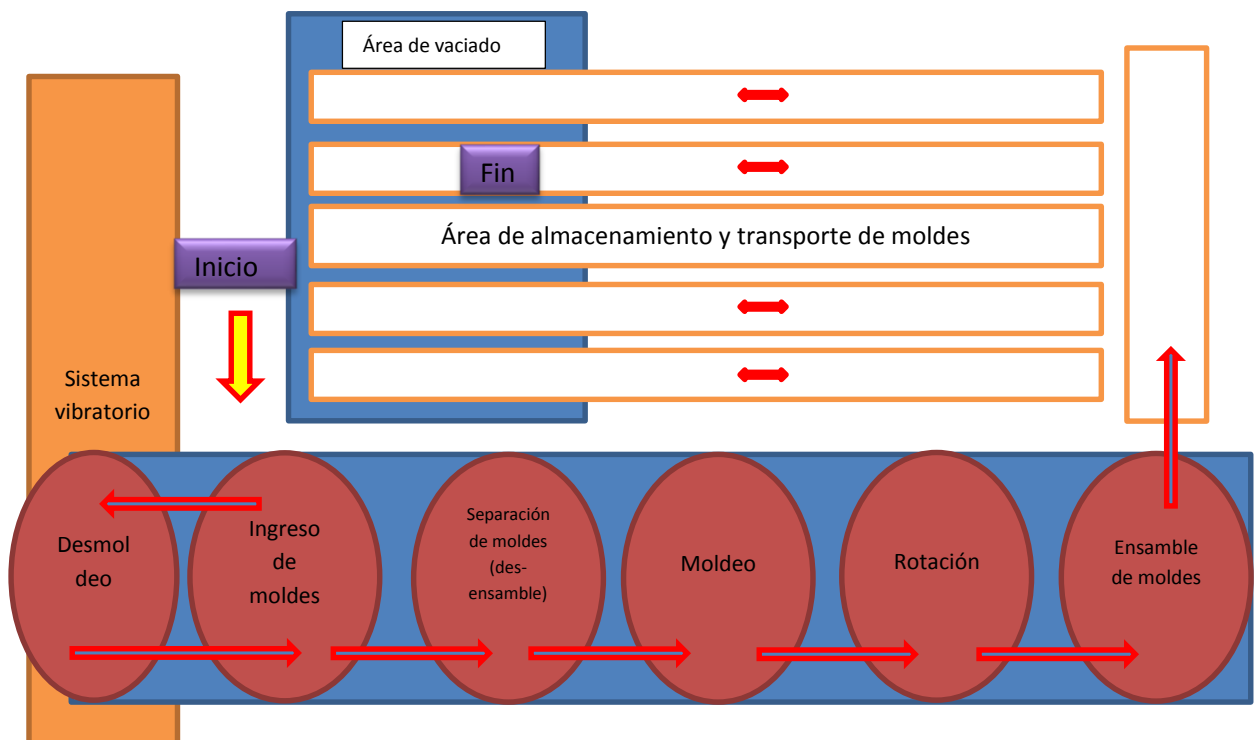 Área de vaciado
Fin
Área de almacenamiento y transporte de moldes
Inicio
Sistema
vibratorio
Desmol
deo
Ingreso
de
moldes
Separación
de moldes
(des-
ensamble)
Moldeo
Rotación
Ensamble
de moldes